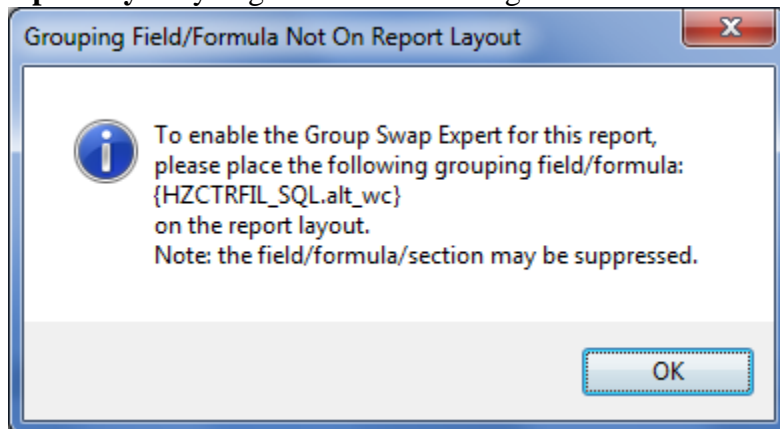 Grouping Field/Formula Not On Report Layout
To enable the Group Swap Expert for this report,
please place the following grouping field/formula:
{HZCTRFIL_SQL.alt_wc}
on the report layout.
Note: the field/formula/section may be suppressed.
OK